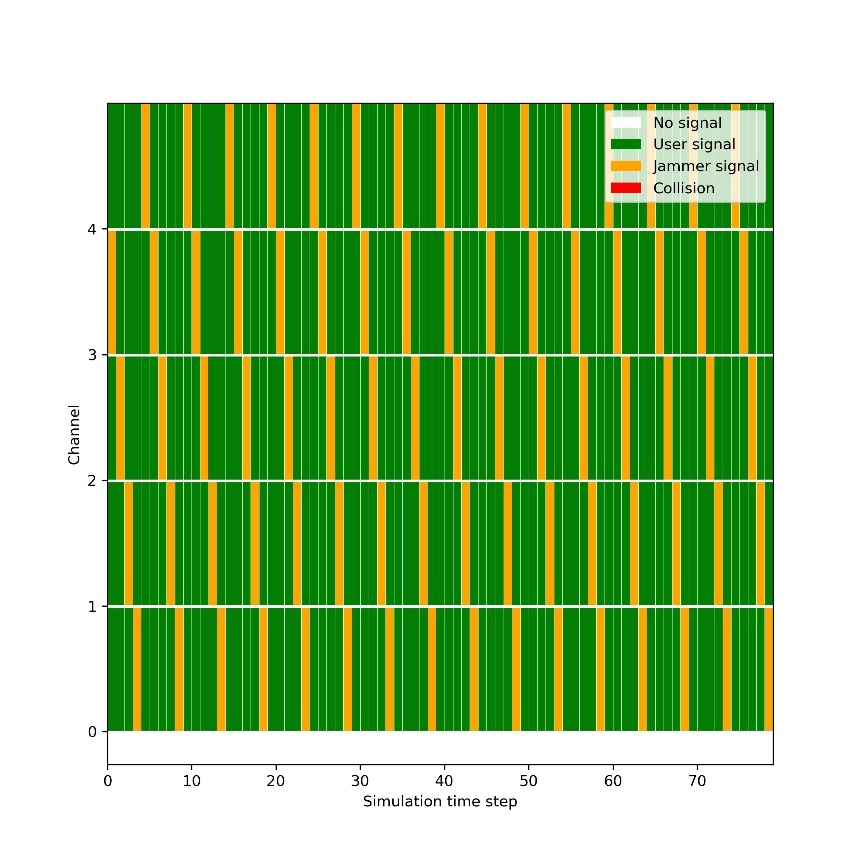 No signal
User signal
Jammer signal
Collision
4
3
2
1
0
Channel
0 10 20 30 40 50 60 70
Simulation time step